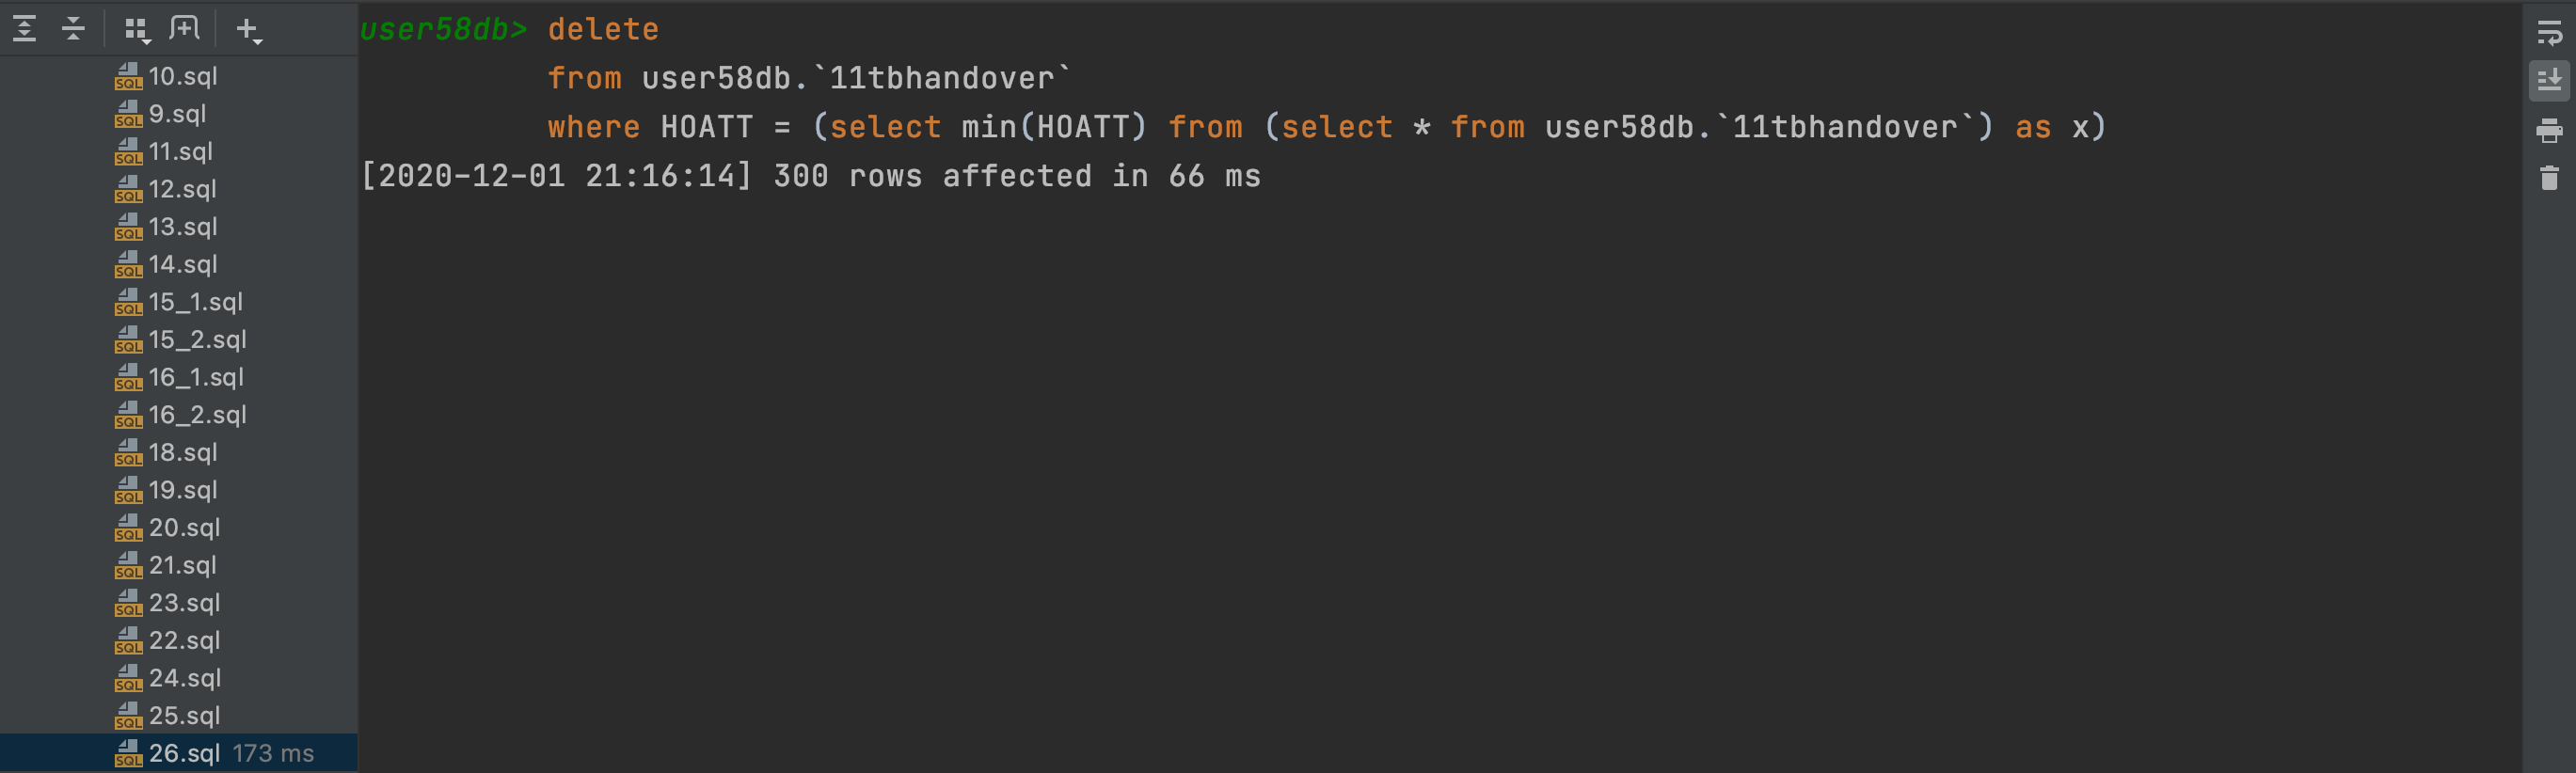 10.sql
9.sql
11.sql
12.sql
13.sql
14.sql
15_1.sql
15_2.sql
16_1.sql
16_2.sql
18.sql
19.sql
20.sql
21.sql
23.sql
22.sql
24.sql
25.sql
26.sql 173 ms
user58db> delete
from user58db.`11tbhandover`
where HOATT = (select min(HOATT) from (select * from user58db.`11tbhandover`) as x)
[2020-12-01 21:16:14] 300 rows affected in 66 ms